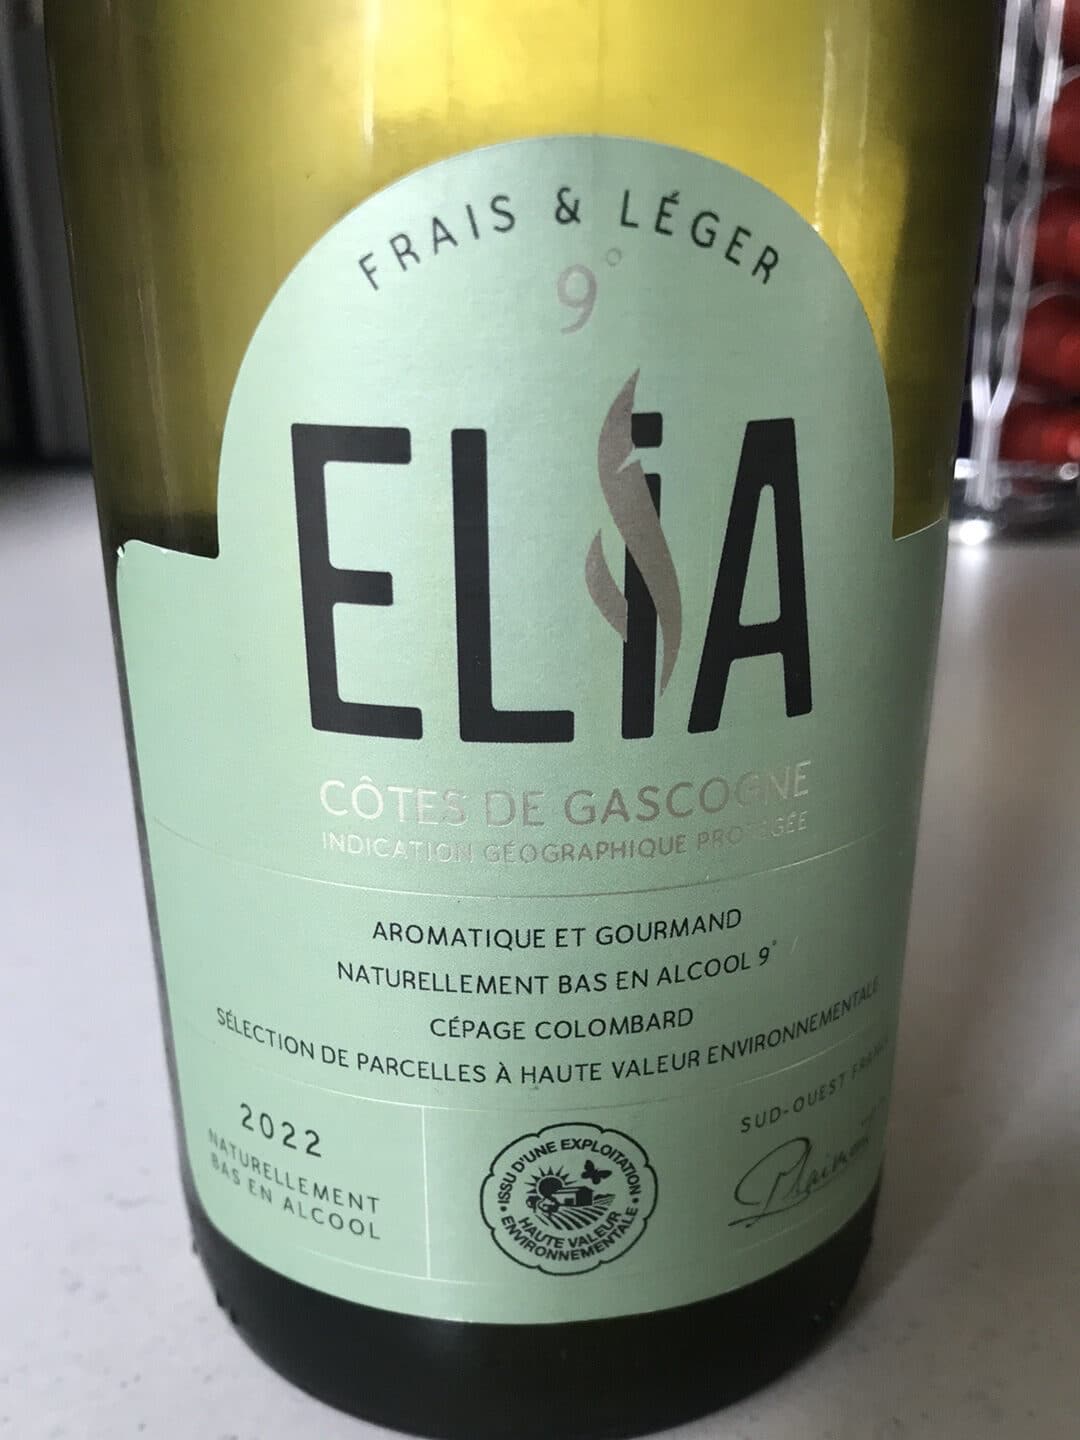 FRAIS & LÉGER
9°
ELiA
CÔTES DE GASCOGNE
INDICATION GÉOGRAPHIQUE PROTÉGÉE
AROMATIQUE ET GOURMAND
NATURELLEMENT BAS EN ALCOOL 9°
CÉPAGE COLOMBARD
SÉLECTION DE PARCELLES À HAUTE VALEUR ENVIRONNEMENTALE
2022
NATURELLEMENT
BAS EN ALCOOL
ISSU D'UNE EXPLOITATION
HAUTE VALEUR
ENVIRONNEMENTALE
SUD-OUEST FRANCE
Plaimont